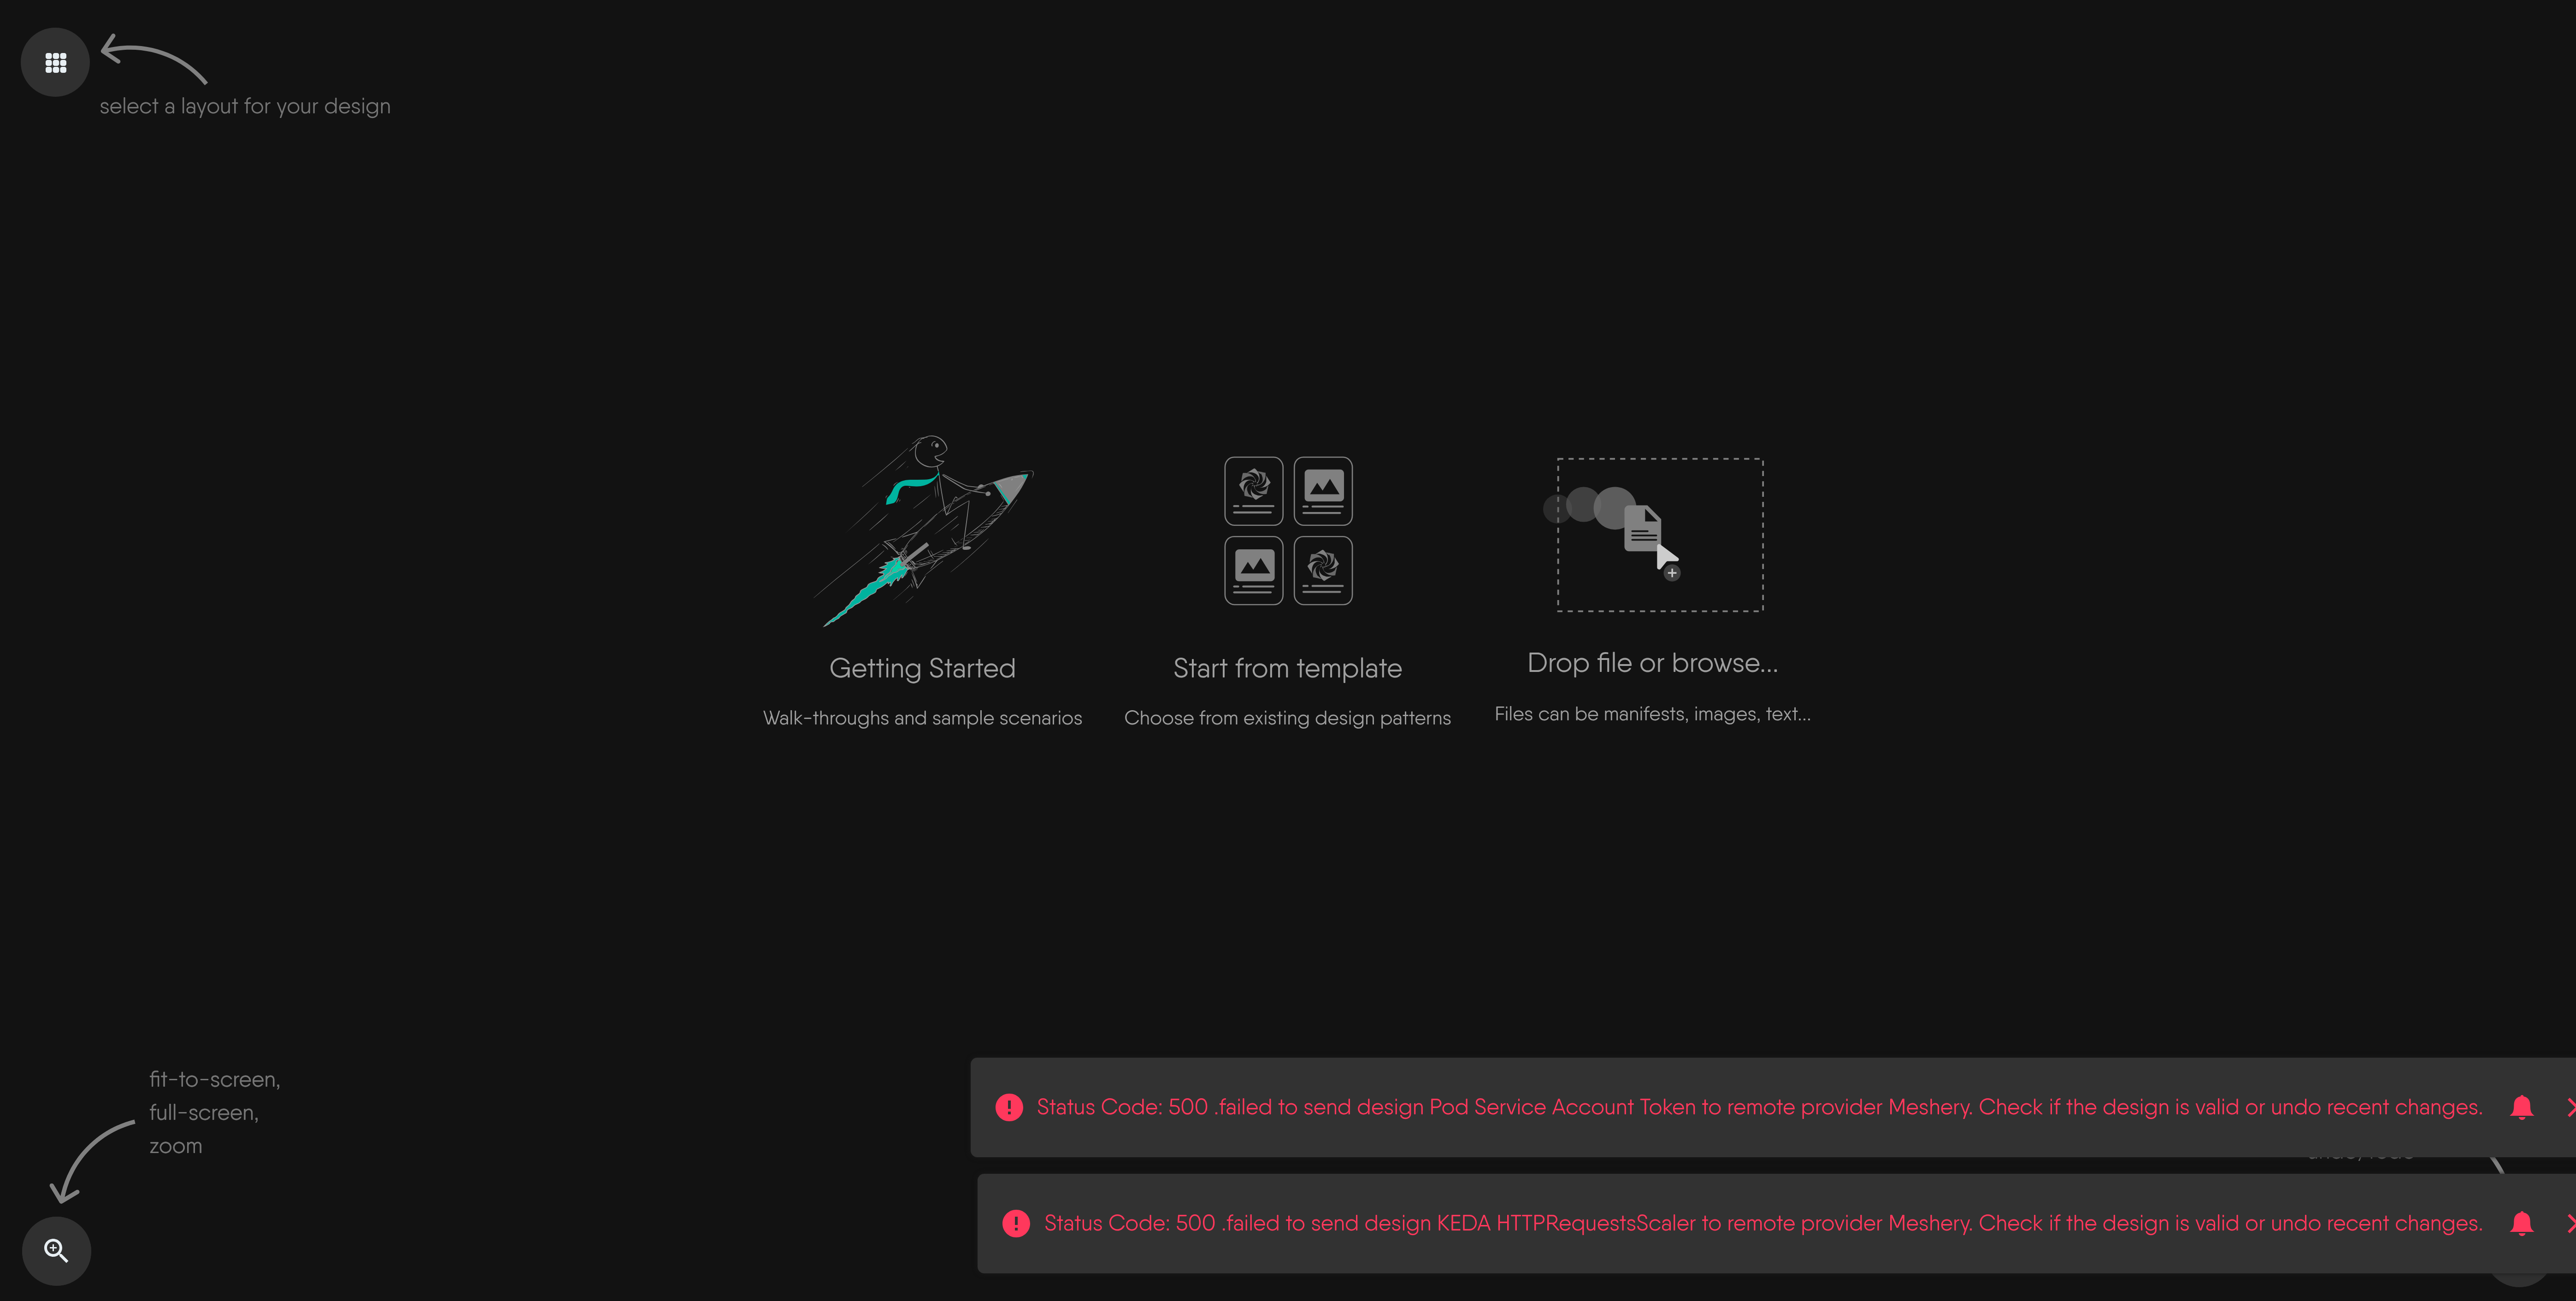 select a layout for your design
Getting Started
Walk-throughs and sample scenarios
Start from template
Choose from existing design patterns
Drop file or browse...
Files can be manifests, images, text...
fit-to-screen,
full-screen,
zoom
Status Code: 500 .failed to send design Pod Service Account Token to remote provider Meshery. Check if the design is valid or undo recent changes.
Status Code: 500 .failed to send design KEDA HTTPRequestsScaler to remote provider Meshery. Check if the design is valid or undo recent changes.